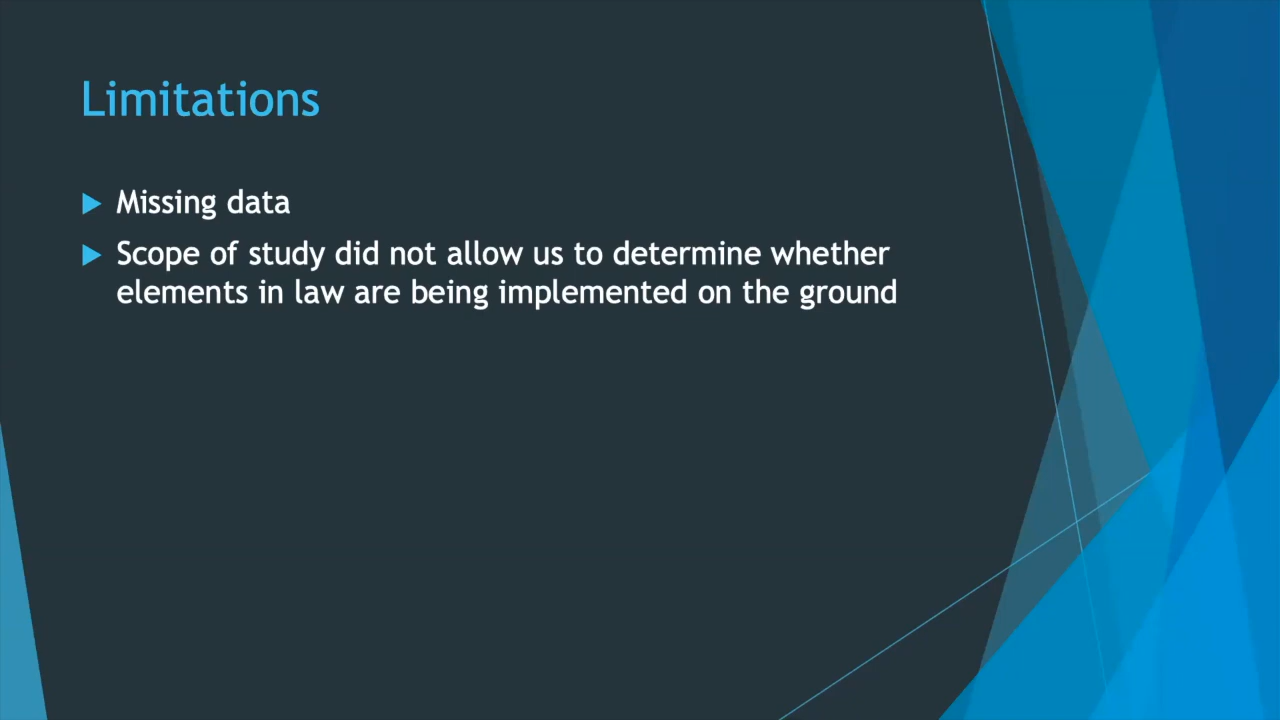 Limitations
Missing data
Scope of study did not allow us to determine whether
elements in law are being implemented on the ground